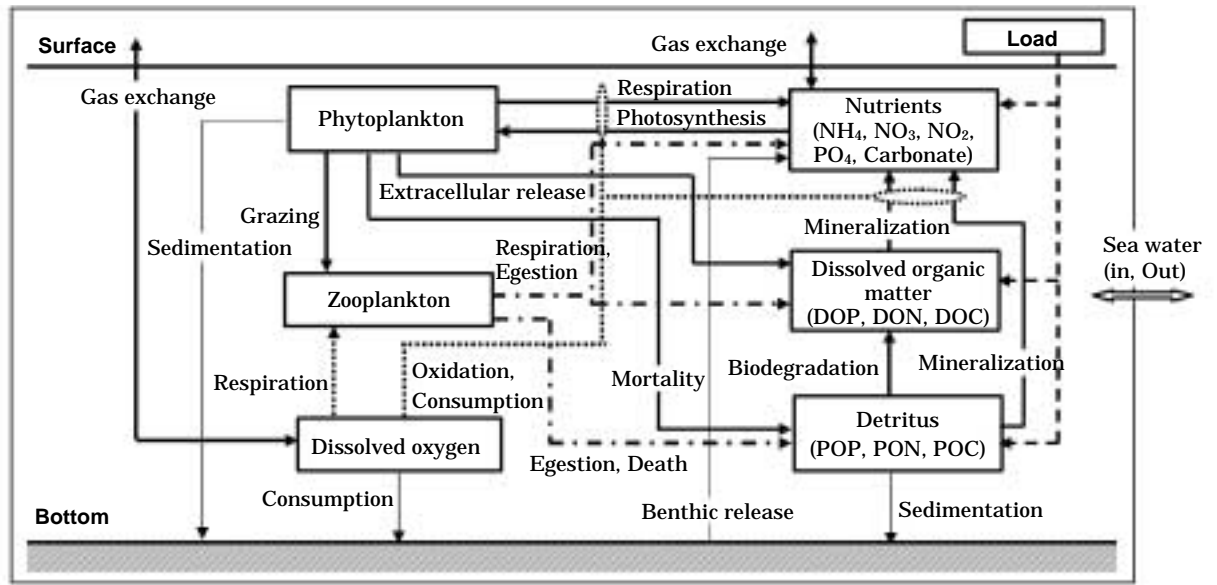 Surface
Gas exchange
Load
Gas exchange
Respiration
Phytoplankton
Photosynthesis
Nutrients
(NH₄, NO₃, NO₂,
PO₄, Carbonate)
Extracellular release
Grazing
Sedimentation
Mineralization
Respiration,
Egestion
Zooplankton
Dissolved organic
matter
(DOP, DON, DOC)
Sea water
(in, Out)
Respiration
Oxidation,
Consumption
Mortality
Biodegradation
Mineralization
Dissolved oxygen
Detritus
(POP, PON, POC)
Egestion, Death
Consumption
Benthic release
Sedimentation
Bottom